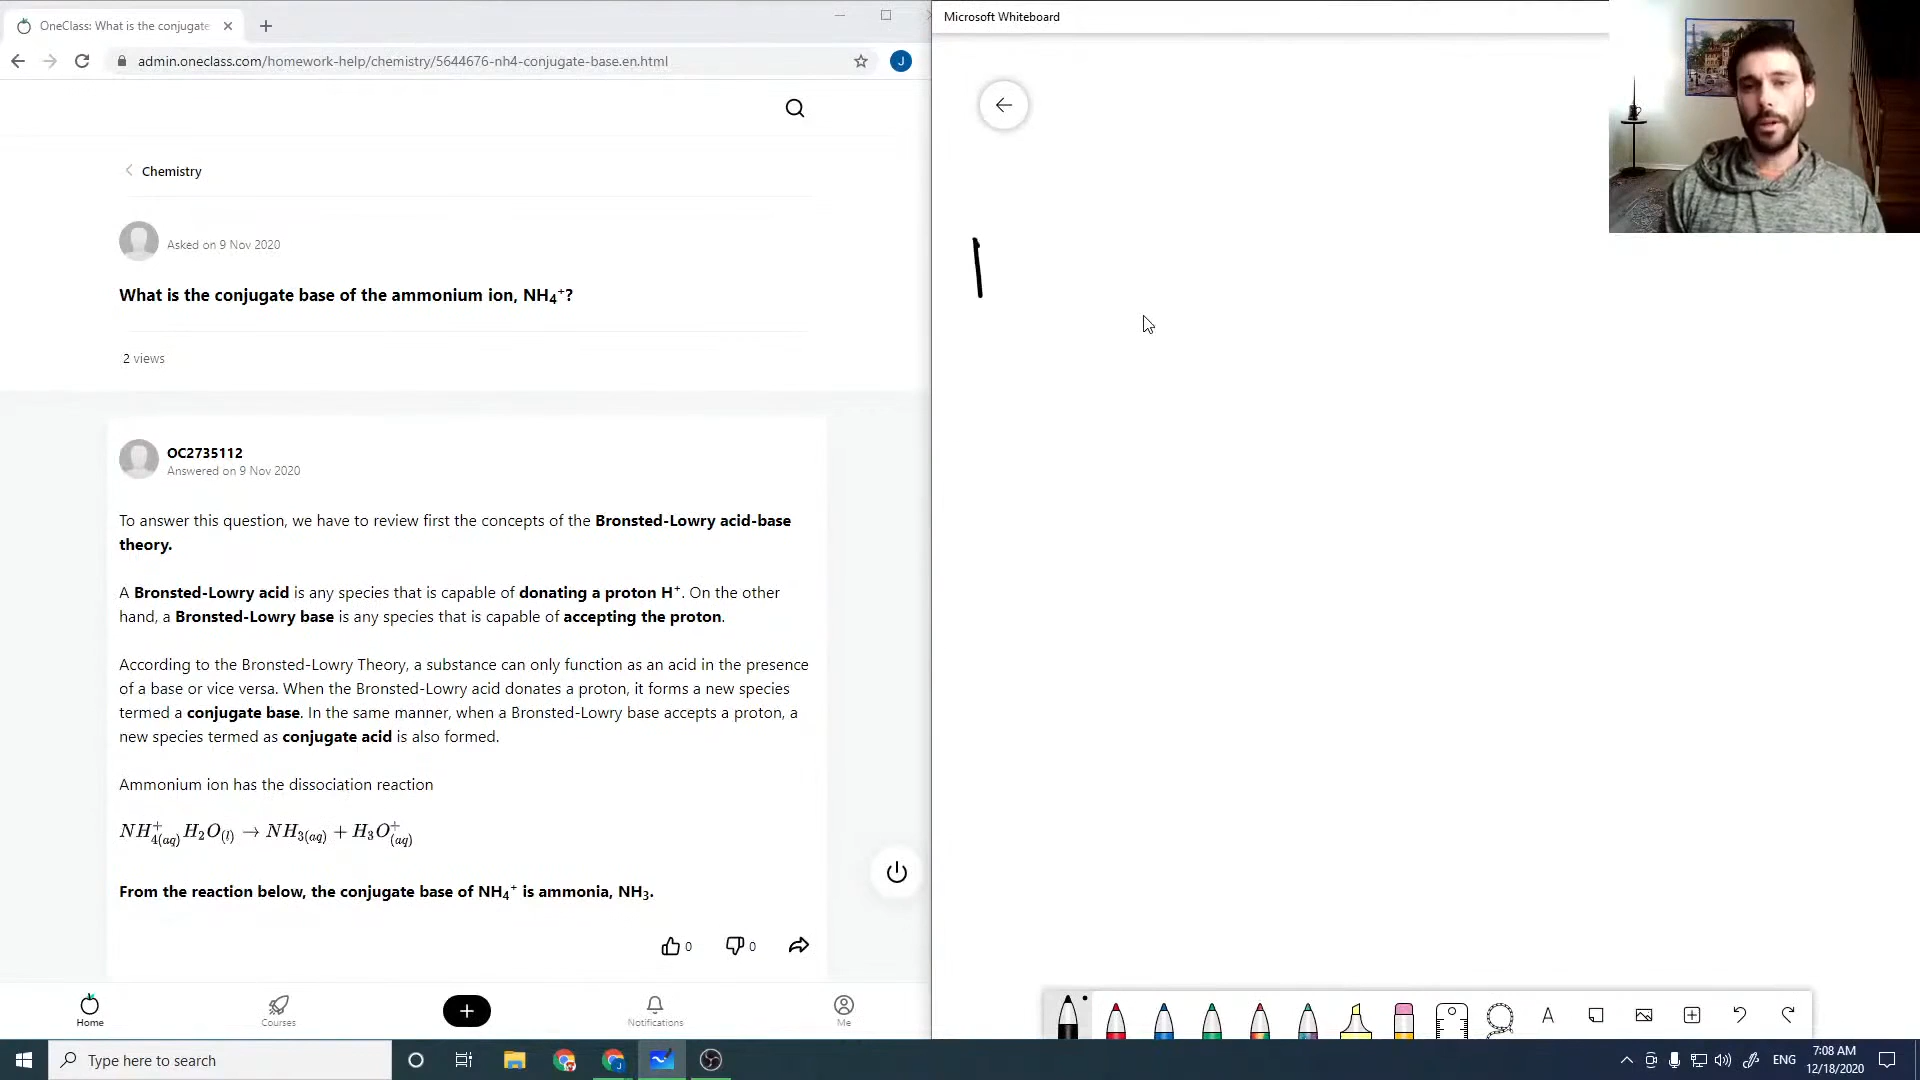 OneClass: What is the conjugate
admin.oneclass.com/homework-help/chemistry/5644676-nh4-conjugate-base.en.html
J
Chemistry
Asked on 9 Nov 2020
What is the conjugate base of the ammonium ion, NH₄⁺?
2 views
OC2735112
Answered on 9 Nov 2020
To answer this question, we have to review first the concepts of the Bronsted-Lowry acid-base
theory.
A Bronsted-Lowry acid is any species that is capable of donating a proton H⁺. On the other
hand, a Bronsted-Lowry base is any species that is capable of accepting the proton.
According to the Bronsted-Lowry Theory, a substance can only function as an acid in the presence
of a base or vice versa. When the Bronsted-Lowry acid donates a proton, it forms a new species
termed a conjugate base. In the same manner, when a Bronsted-Lowry base accepts a proton, a
new species termed as conjugate acid is also formed.
Ammonium ion has the dissociation reaction
NH₄⁺(aq) H₂O(l) → NH₃(aq) + H₃O⁺(aq)
From the reaction below, the conjugate base of NH₄⁺ is ammonia, NH₃.
0 0
Home Courses Notifications Me
Microsoft Whiteboard
A
Type here to search
ENG
7:08 AM
12/18/2020